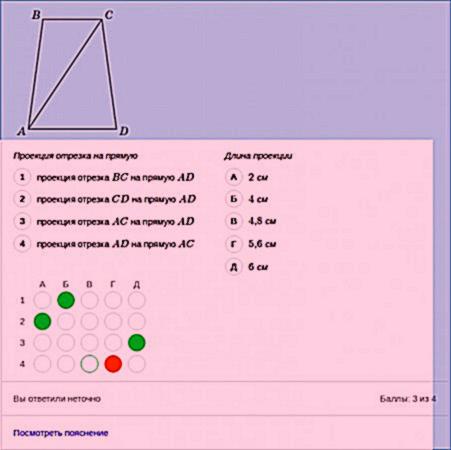 B C
A D
Проекция отрезка на прямую Длина проекции
1 проекция отрезка BC на прямую AD А 2 см
2 проекция отрезка CD на прямую AD Б 4 см
3 проекция отрезка AC на прямую AD В 4,8 см
4 проекция отрезка AD на прямую AC Г 5,6 см
Д 6 см
А Б В Г Д
1
2
3
4
Вы ответили неточно Баллы: 3 из 4
Посмотреть пояснение